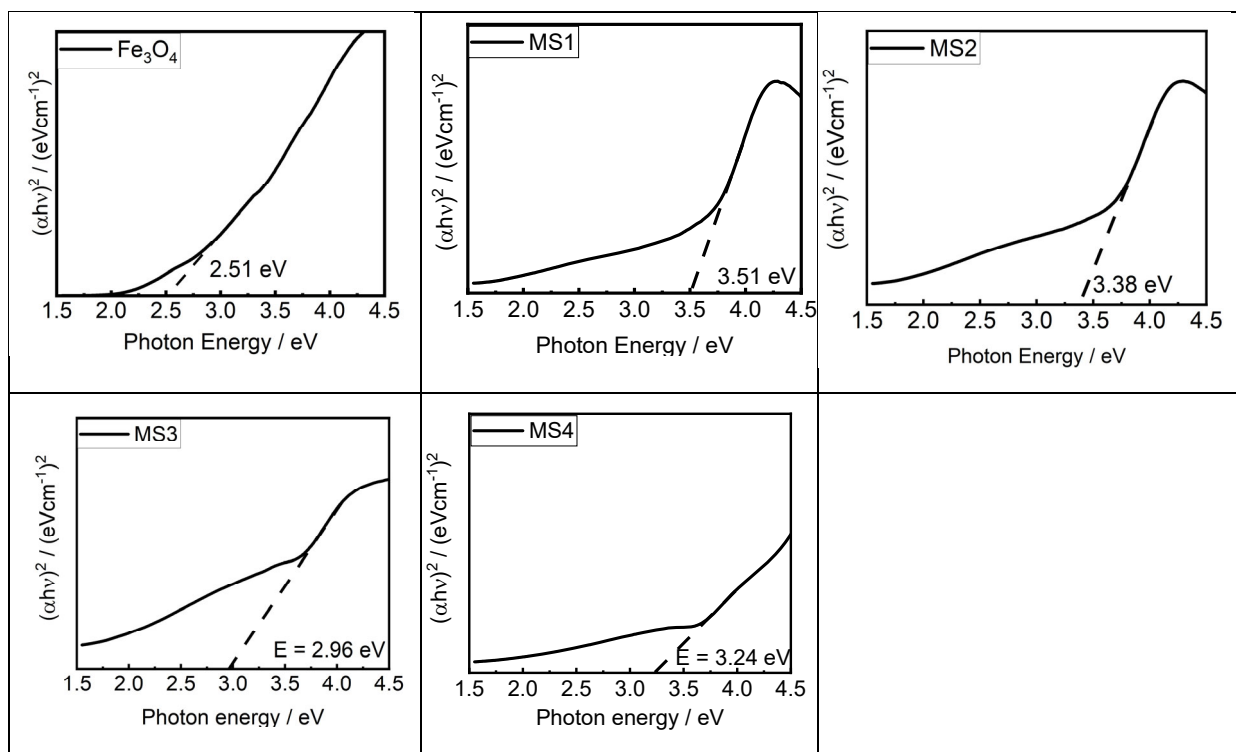 Fe₃O₄
(αhν)² / (eVcm⁻¹)²
2.51 eV
1.5 2.0 2.5 3.0 3.5 4.0 4.5
Photon Energy / eV
MS1
(αhν)² / (eVcm⁻¹)²
3.51 eV
1.5 2.0 2.5 3.0 3.5 4.0 4.5
Photon Energy / eV
MS2
(αhν)² / (eVcm⁻¹)²
3.38 eV
1.5 2.0 2.5 3.0 3.5 4.0 4.5
Photon Energy / eV
MS3
(αhν)² / (eVcm⁻¹)²
E = 2.96 eV
1.5 2.0 2.5 3.0 3.5 4.0 4.5
Photon energy / eV
MS4
(αhν)² / (eVcm⁻¹)²
E = 3.24 eV
1.5 2.0 2.5 3.0 3.5 4.0 4.5
Photon energy / eV